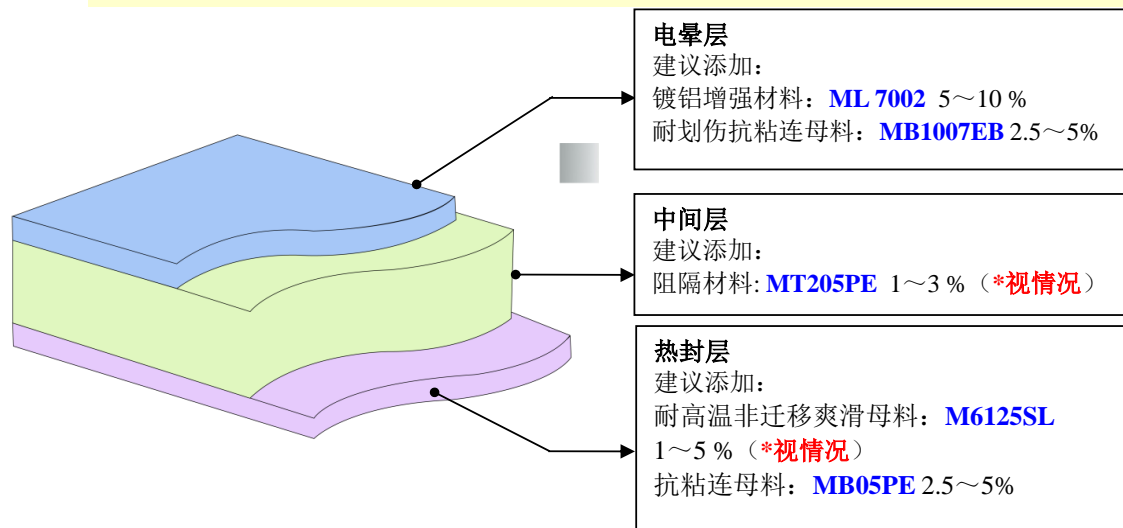 电晕层
建议添加：
镀铝增强材料：ML 7002 5～10 %
耐划伤抗粘连母料：MB1007EB 2.5～5%
中间层
建议添加：
阻隔材料: MT205PE 1～3 %（*视情况）
热封层
建议添加：
耐高温非迁移爽滑母料：M6125SL
1～5 %（*视情况）
抗粘连母料：MB05PE 2.5～5%